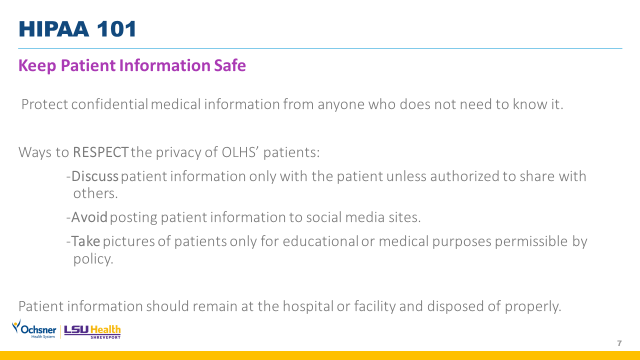 HIPAA 101
Keep Patient Information Safe
Protect confidential medical information from anyone who does not need to know it.
Ways to RESPECT the privacy of OLHS’ patients:
-Discuss patient information only with the patient unless authorized to share with
others.
-Avoid posting patient information to social media sites.
-Take pictures of patients only for educational or medical purposes permissible by
policy.
Patient information should remain at the hospital or facility and disposed of properly.
Ochsner LSU Health
Health System SHREVEPORT
7